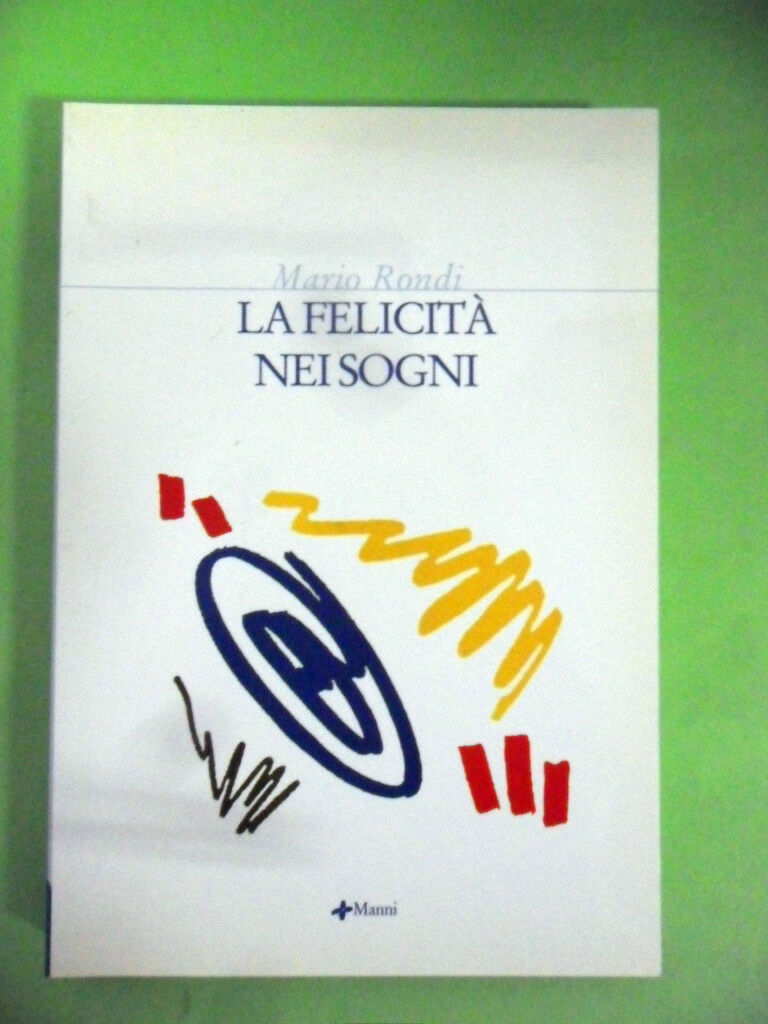 Mario Rondi
LA FELICITÀ
NEI SOGNI
Manni